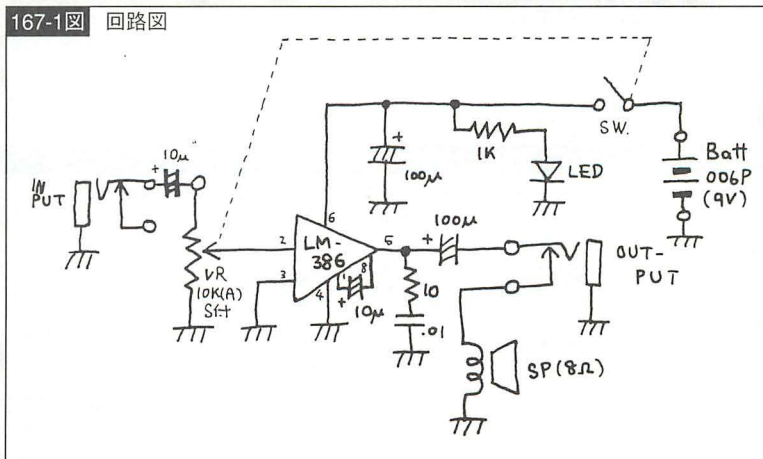 167-1図 回路図
SW.
Batt
006P
(9V)
1K
LED
+
100μ
IN
PUT
+
10μ
VR
10K(A)
S付
2
3
6
LM-
386
4
1
8
+
10μ
5
+
100μ
10
.01
OUT-
PUT
SP(8Ω)